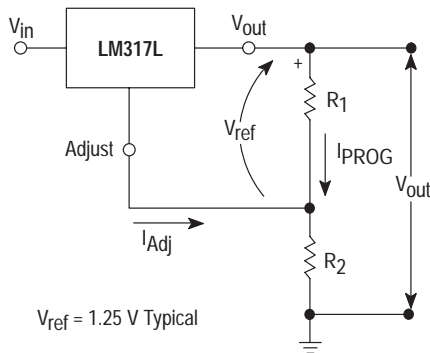 Vin
LM317L
Vout
+
R1
Vref
Adjust
IPROG
Vout
IAdj
R2
Vref = 1.25 V Typical